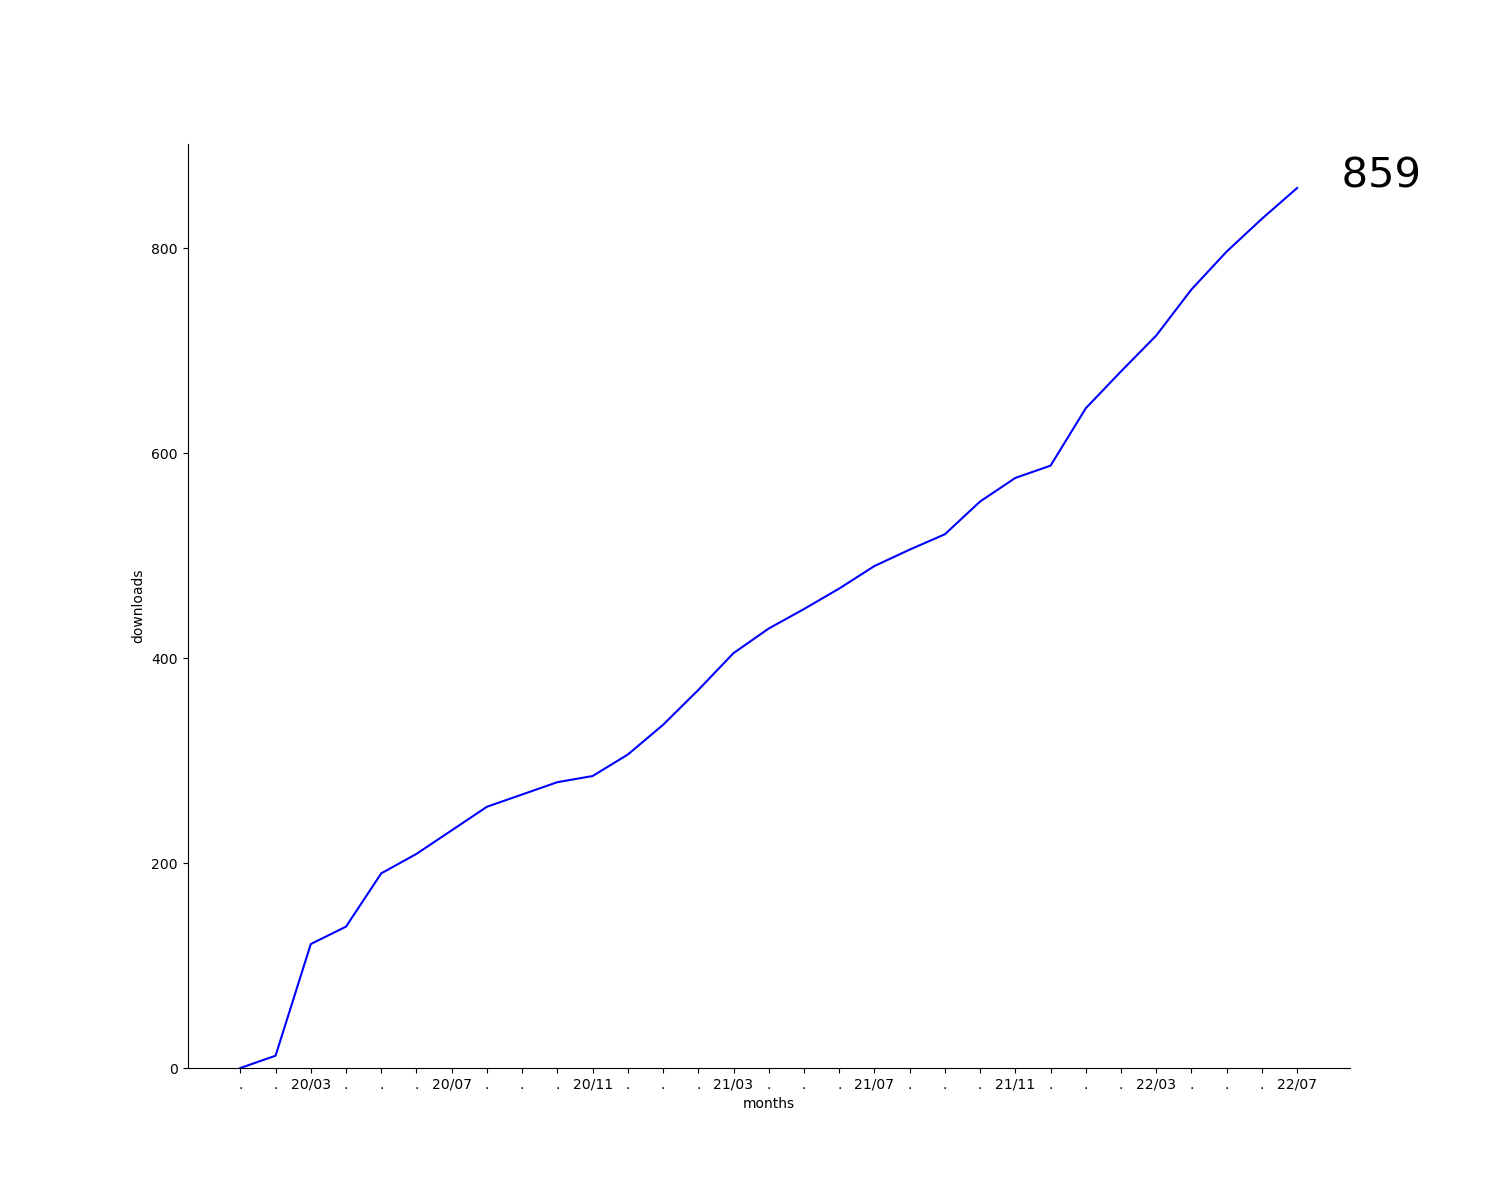 859
800
600
400
200
0
downloads
. . 20/03 . . . 20/07 . . . 20/11 . . . 21/03 . . . 21/07 . . . 21/11 . . . 22/03 . . . 22/07
months